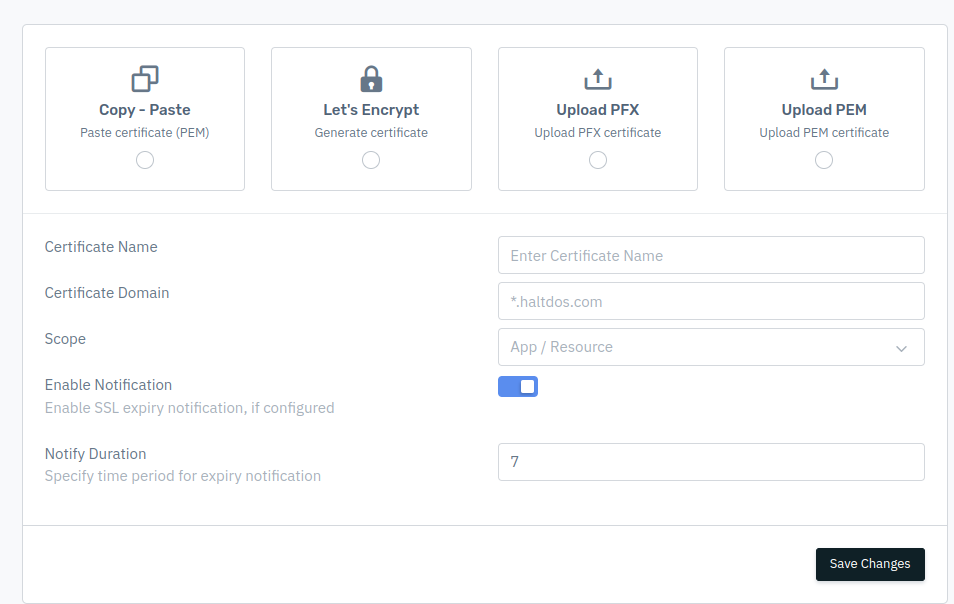 Copy - Paste
Paste certificate (PEM)
Let's Encrypt
Generate certificate
Upload PFX
Upload PFX certificate
Upload PEM
Upload PEM certificate
Certificate Name
Enter Certificate Name
Certificate Domain
*.haltdos.com
Scope
App / Resource
Enable Notification
Enable SSL expiry notification, if configured
Notify Duration
7
Specify time period for expiry notification
Save Changes